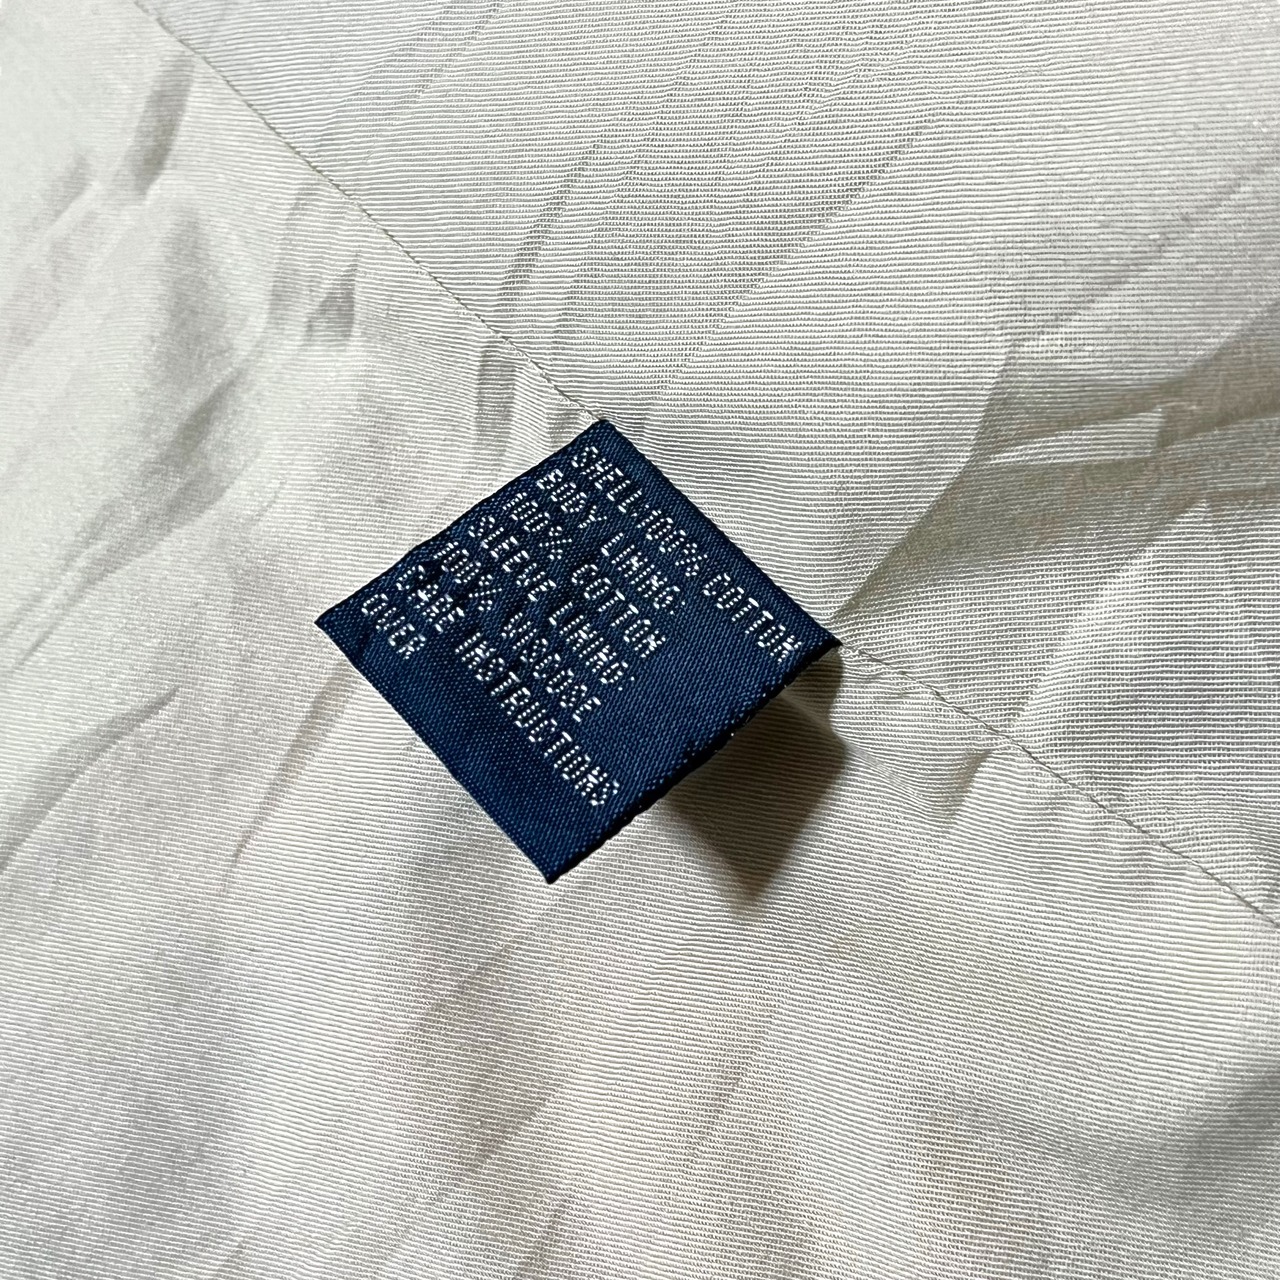 SHELL:100% COTTON
BODY LINING:
100% COTTON
SLEEVE LINING:
100% VISCOSE
CARE INSTRUCTIONS
OVER